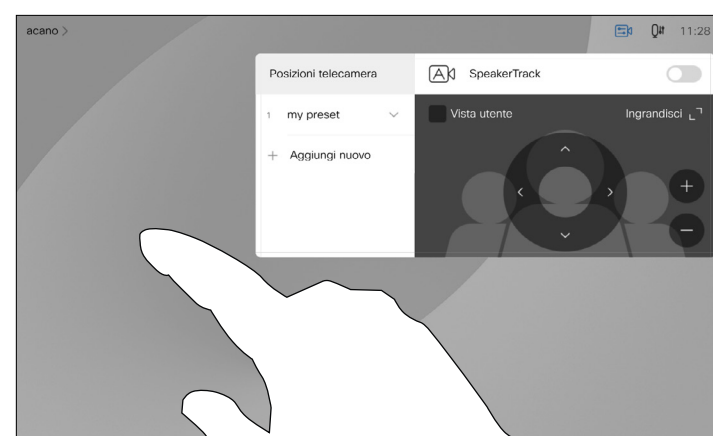 acano >
11:28
Posizioni telecamera
SpeakerTrack
1 my preset
Vista utente
Ingrandisci
+ Aggiungi nuovo